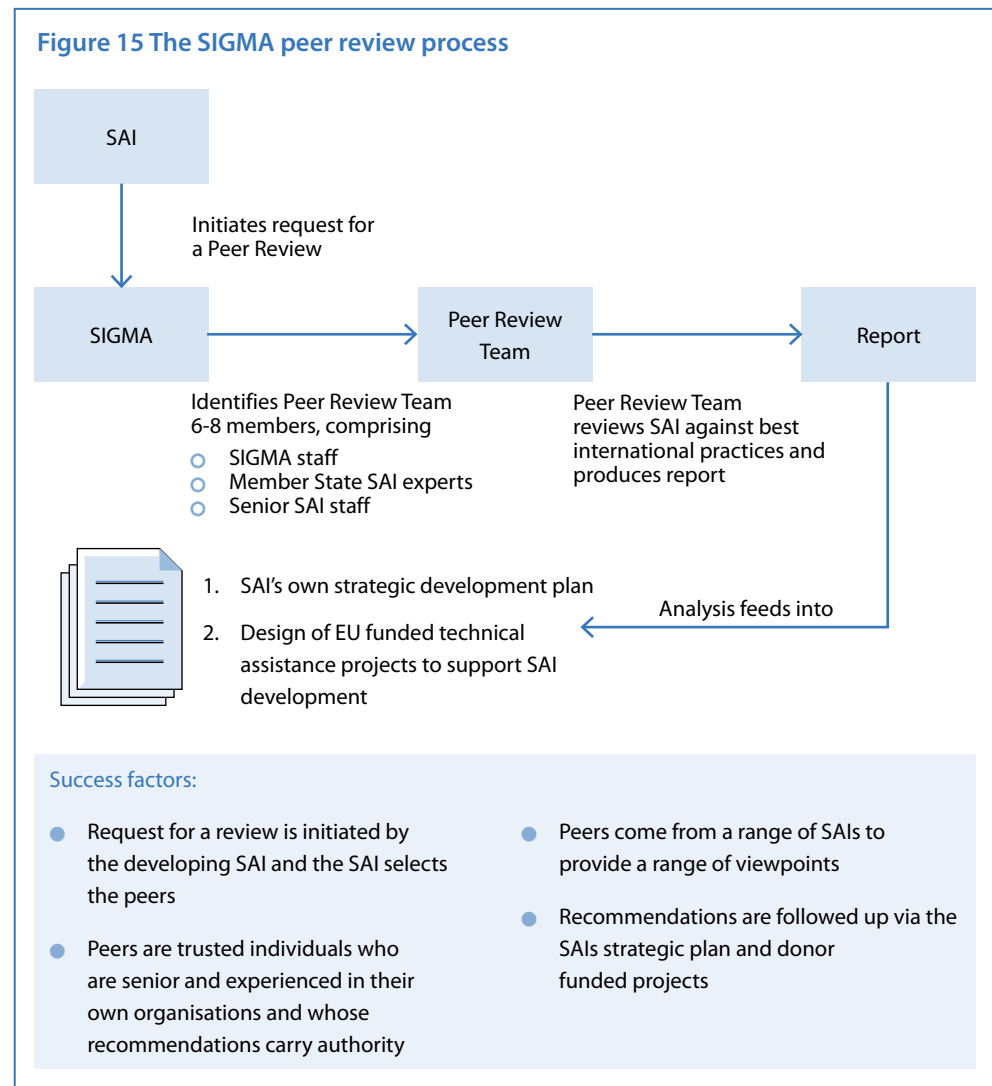 Figure 15 The SIGMA peer review process
SAI
Initiates request for
a Peer Review
SIGMA
Peer Review
Team
Report
Identifies Peer Review Team
6-8 members, comprising
SIGMA staff
Member State SAI experts
Senior SAI staff
Peer Review Team
reviews SAI against best
international practices and
produces report
1. SAI's own strategic development plan
2. Design of EU funded technical
assistance projects to support SAI
development
Analysis feeds into
Success factors:
Request for a review is initiated by
the developing SAI and the SAI selects
the peers
Peers are trusted individuals who
are senior and experienced in their
own organisations and whose
recommendations carry authority
Peers come from a range of SAIs to
provide a range of viewpoints
Recommendations are followed up via the
SAIs strategic plan and donor
funded projects